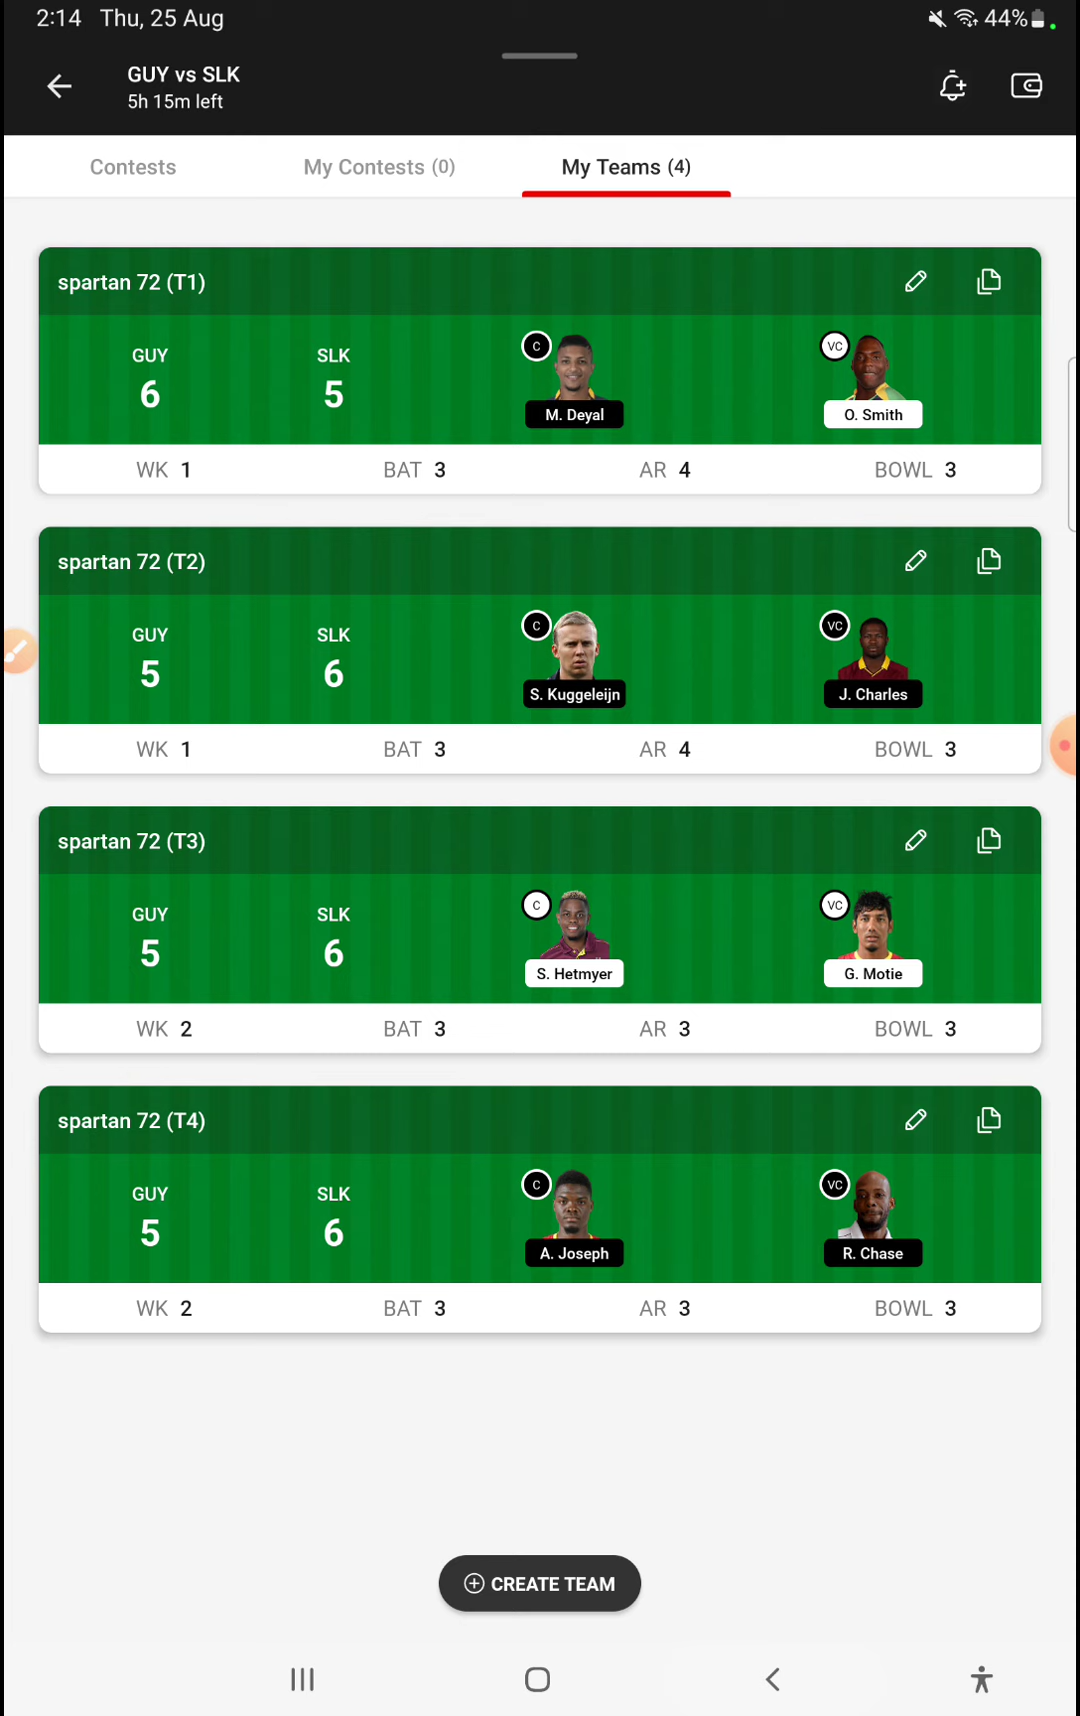 2:14 Thu, 25 Aug 44%
GUY vs SLK
5h 15m left
Contests My Contests (0) My Teams (4)
spartan 72 (T1)
GUY SLK C VC
6 5
M. Deyal O. Smith
WK 1 BAT 3 AR 4 BOWL 3
spartan 72 (T2)
GUY SLK C VC
5 6
S. Kuggeleijn J. Charles
WK 1 BAT 3 AR 4 BOWL 3
spartan 72 (T3)
GUY SLK C VC
5 6
S. Hetmyer G. Motie
WK 2 BAT 3 AR 3 BOWL 3
spartan 72 (T4)
GUY SLK C VC
5 6
A. Joseph R. Chase
WK 2 BAT 3 AR 3 BOWL 3
CREATE TEAM